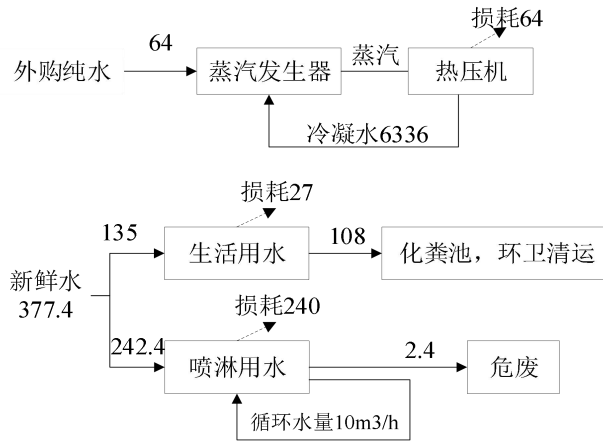 损耗64
64
外购纯水
蒸汽发生器
蒸汽
热压机
冷凝水6336
损耗27
135
生活用水
108
化粪池，环卫清运
新鲜水
377.4
损耗240
242.4
喷淋用水
2.4
危废
循环水量10m3/h